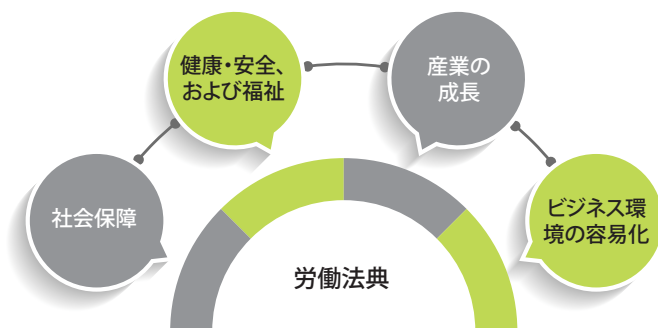 健康・安全、
および福祉
産業の
成長
社会保障
ビジネス環
境の容易化
労働法典